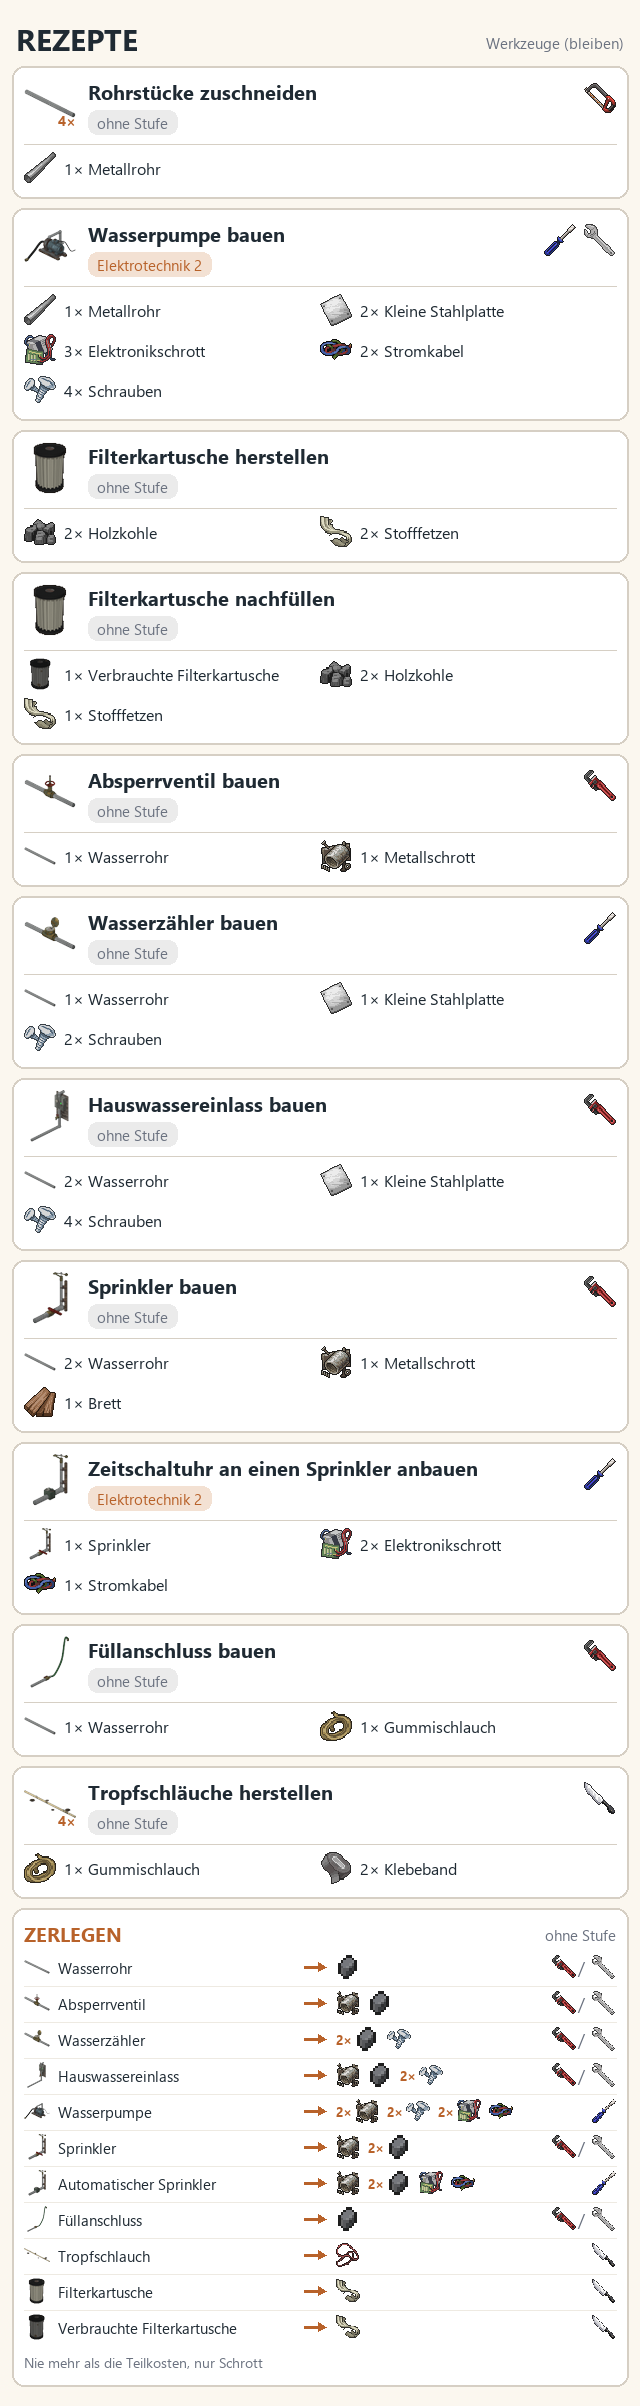 REZEPTE
Werkzeuge (bleiben)
Rohrstücke zuschneiden
4×
ohne Stufe
1× Metallrohr
Wasserpumpe bauen
Elektrotechnik 2
1× Metallrohr
2× Kleine Stahlplatte
3× Elektronikschrott
2× Stromkabel
4× Schrauben
Filterkartusche herstellen
ohne Stufe
2× Holzkohle
2× Stofffetzen
Filterkartusche nachfüllen
ohne Stufe
1× Verbrauchte Filterkartusche
2× Holzkohle
1× Stofffetzen
Absperrventil bauen
ohne Stufe
1× Wasserrohr
1× Metallschrott
Wasserzähler bauen
ohne Stufe
1× Wasserrohr
1× Kleine Stahlplatte
2× Schrauben
Hauswassereinlass bauen
ohne Stufe
2× Wasserrohr
1× Kleine Stahlplatte
4× Schrauben
Sprinkler bauen
ohne Stufe
2× Wasserrohr
1× Metallschrott
1× Brett
Zeitschaltuhr an einen Sprinkler anbauen
Elektrotechnik 2
1× Sprinkler
2× Elektronikschrott
1× Stromkabel
Füllanschluss bauen
ohne Stufe
1× Wasserrohr
1× Gummischlauch
Tropfschläuche herstellen
4×
ohne Stufe
1× Gummischlauch
2× Klebeband
ZERLEGEN
ohne Stufe
Wasserrohr /
Absperrventil /
Wasserzähler 2× /
Hauswassereinlass 2× /
Wasserpumpe 2× 2× 2×
Sprinkler 2× /
Automatischer Sprinkler 2×
Füllanschluss /
Tropfschlauch
Filterkartusche
Verbrauchte Filterkartusche
Nie mehr als die Teilkosten, nur Schrott